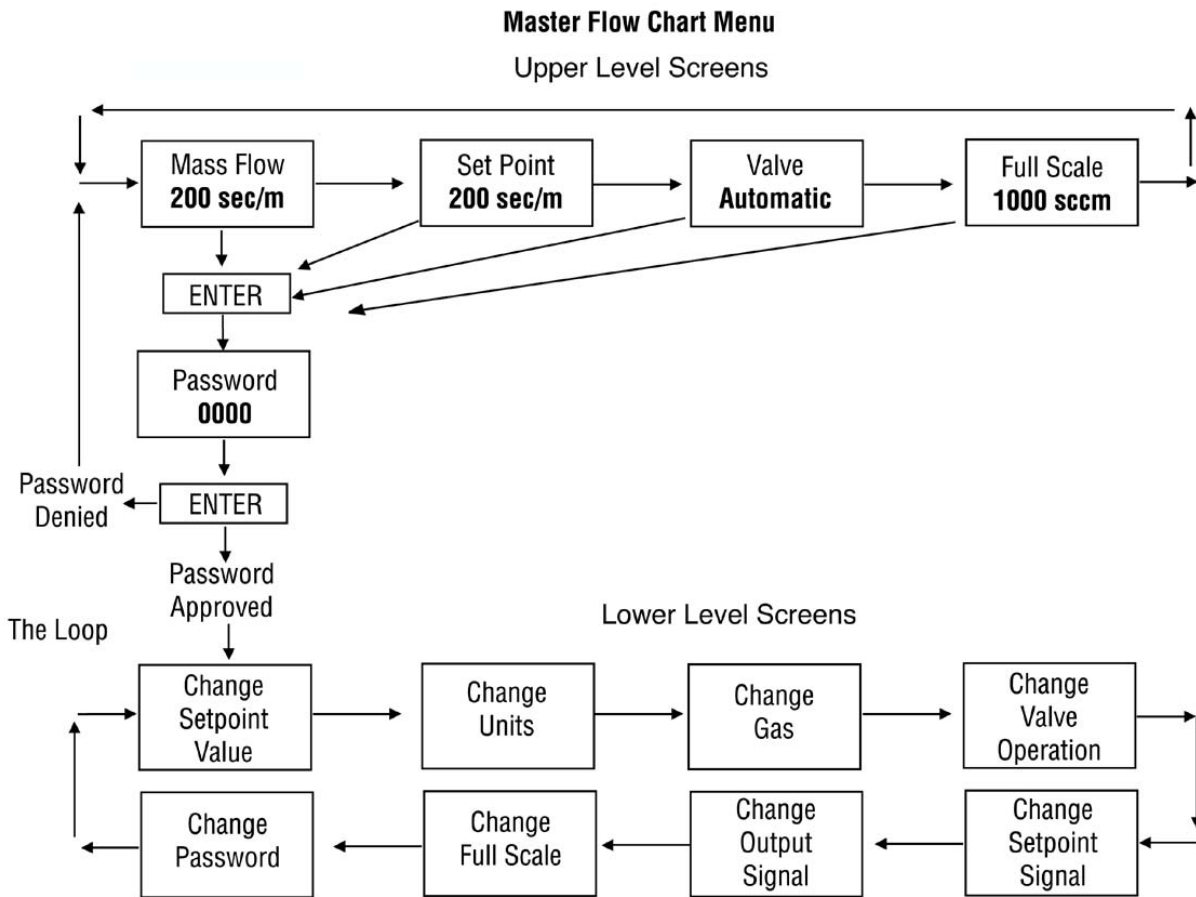 Master Flow Chart Menu
Upper Level Screens
Mass Flow
200 sec/m
Set Point
200 sec/m
Valve
Automatic
Full Scale
1000 sccm
ENTER
Password
0000
ENTER
Password
Denied
Password
Approved
The Loop
Lower Level Screens
Change
Setpoint
Value
Change
Units
Change
Gas
Change
Valve
Operation
Change
Password
Change
Full Scale
Change
Output
Signal
Change
Setpoint
Signal